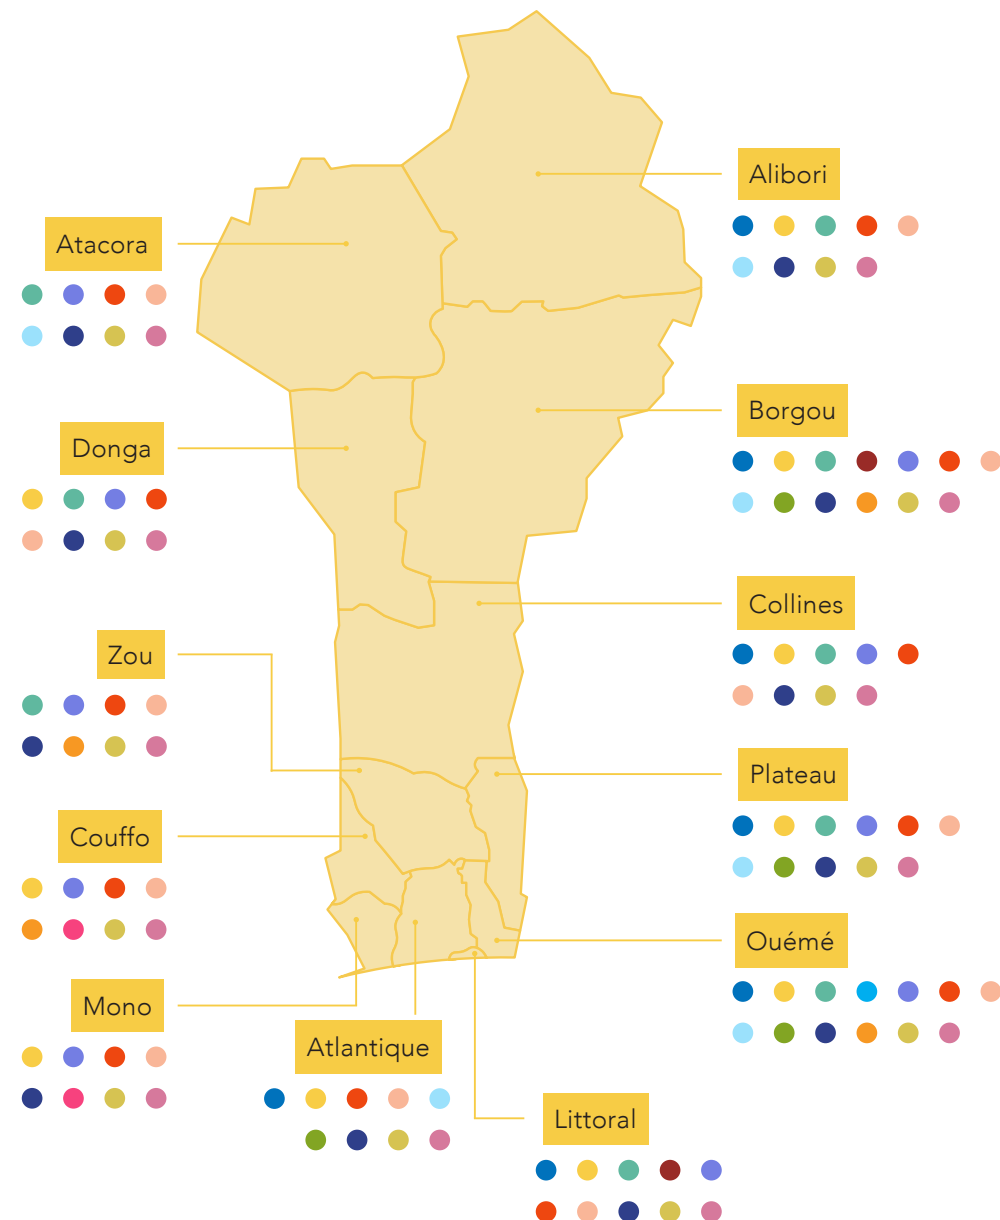 Alibori
Atacora
Borgou
Donga
Collines
Zou
Plateau
Couffo
Ouémé
Mono
Atlantique
Littoral